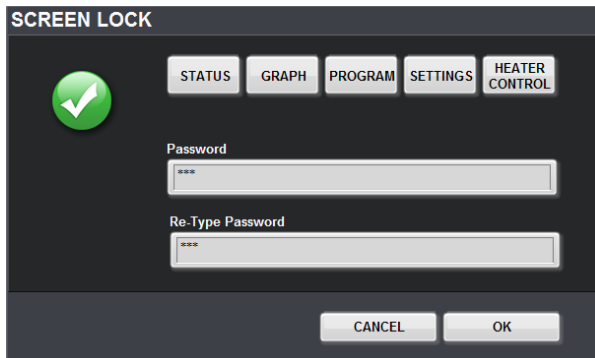 SCREEN LOCK
STATUS GRAPH PROGRAM SETTINGS HEATER CONTROL
Password
***
Re-Type Password
***
CANCEL OK